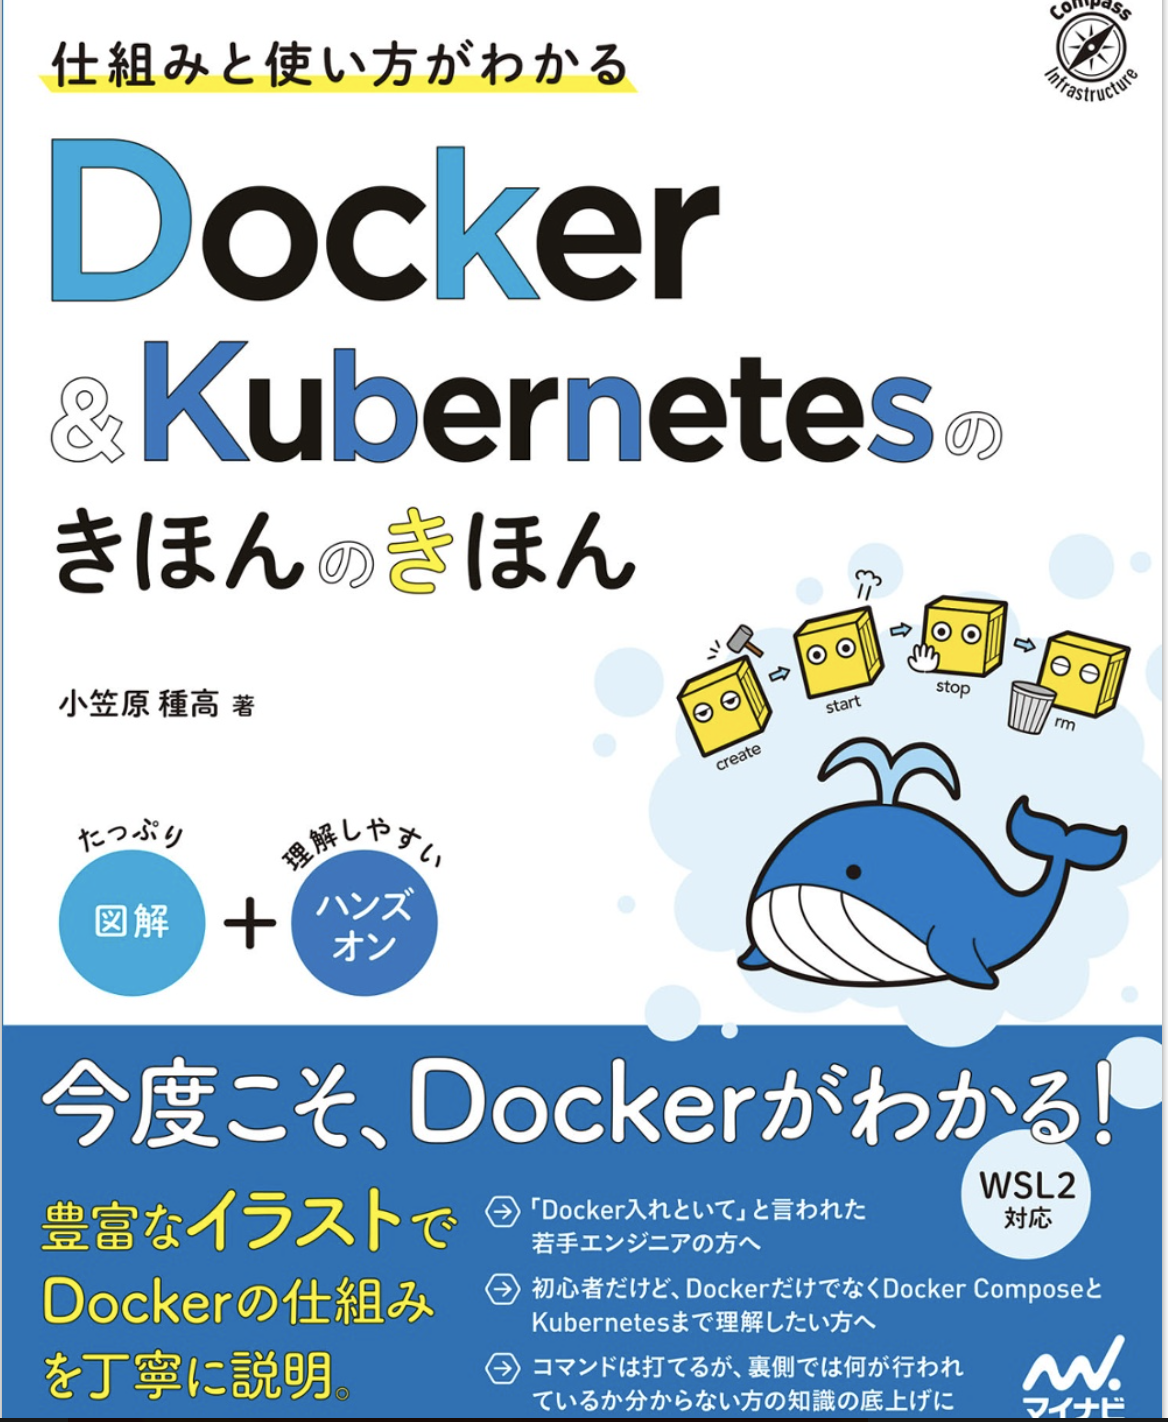 Compass
Infrastructure
仕組みと使い方がわかる
Docker
&Kubernetesの
きほんのきほん
小笠原 種高 著
create
start
stop
rm
たっぷり
図解
+
理解しやすい
ハンズ
オン
今度こそ、Dockerがわかる!
WSL2
対応
豊富なイラストで
Dockerの仕組み
を丁寧に説明。
「Docker入れといて」と言われた
若手エンジニアの方へ
初心者だけど、DockerだけでなくDocker Composeと
Kubernetesまで理解したい方へ
コマンドは打てるが、裏側では何が行われ
ているか分からない方の知識の底上げに
マイナビ